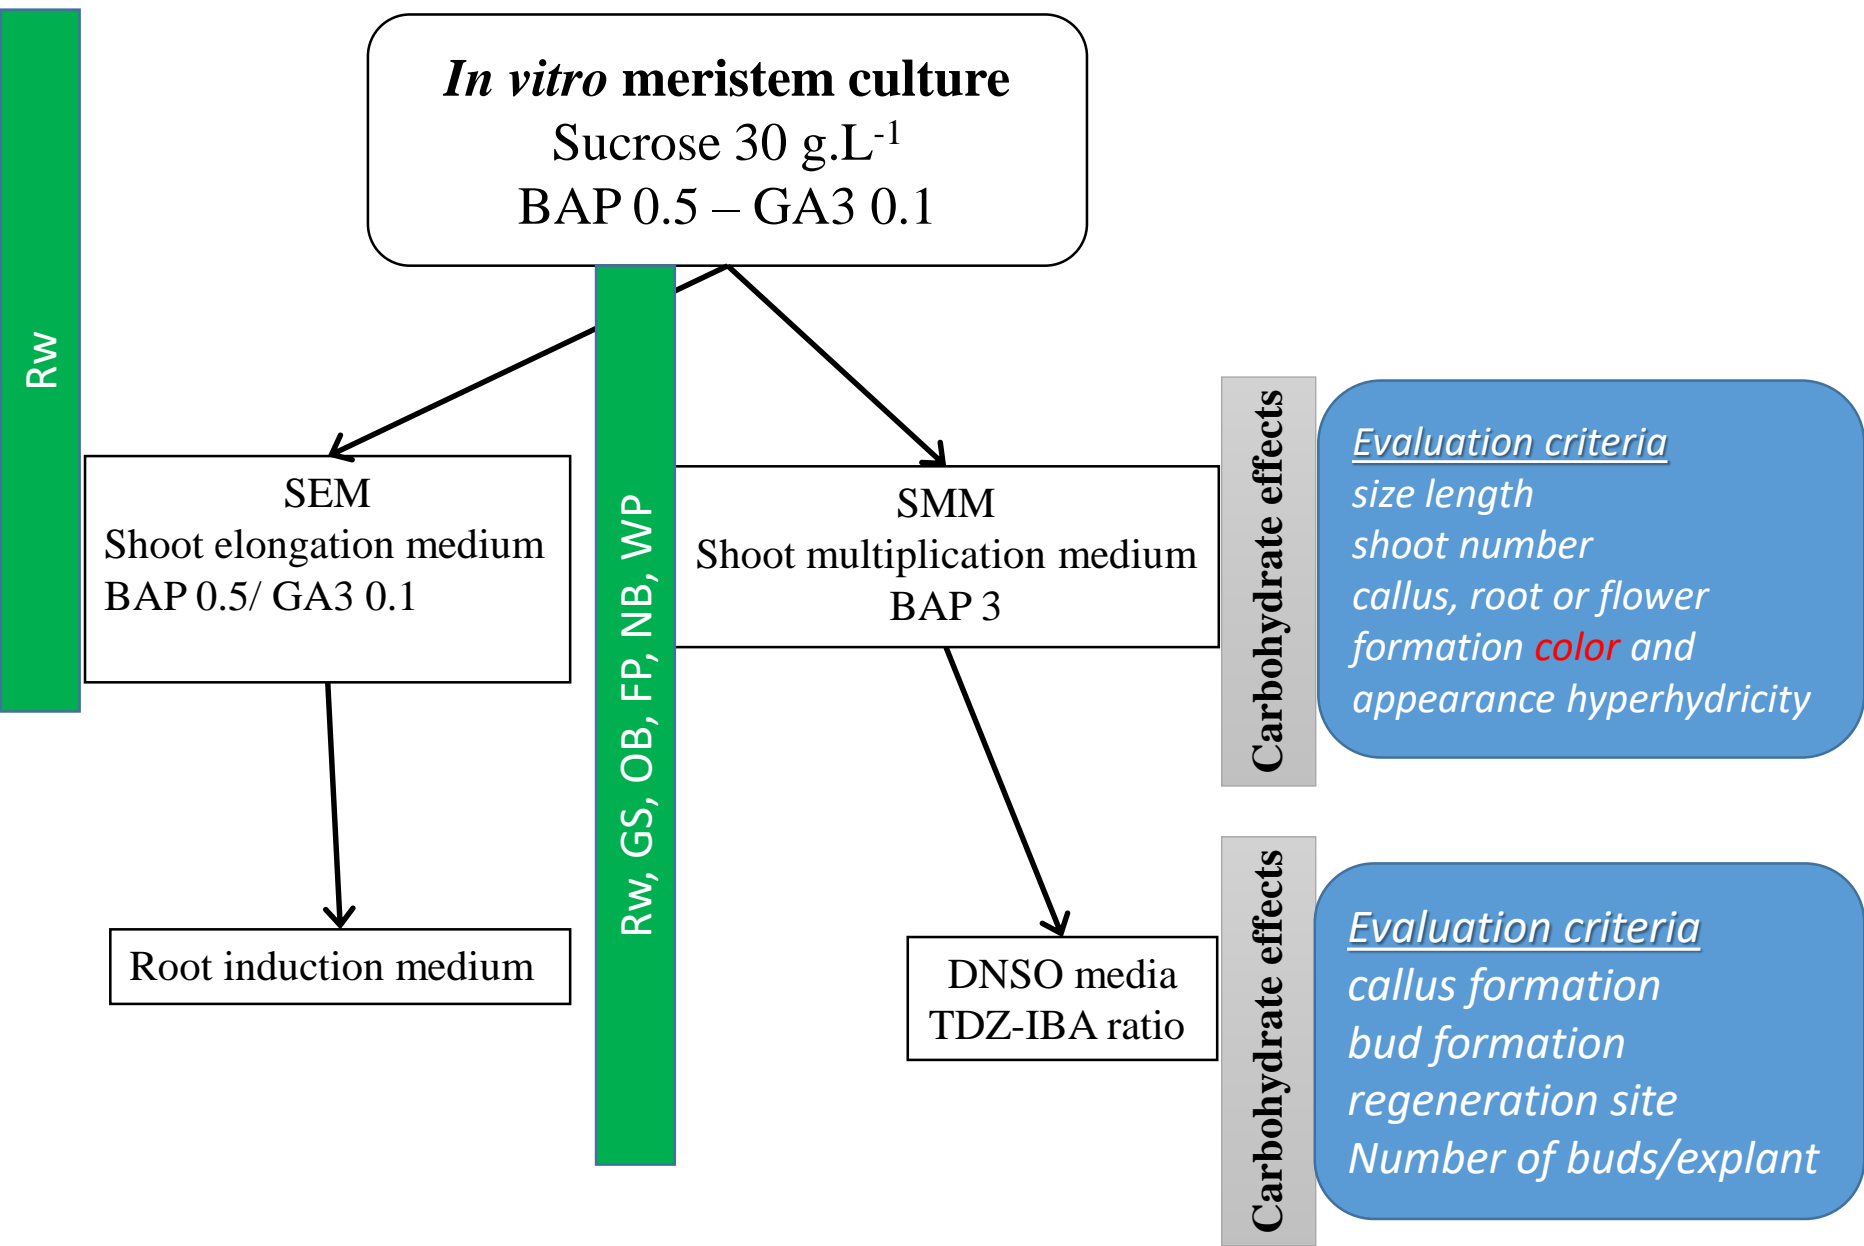 In vitro meristem culture
Sucrose 30 g.L-1
BAP 0.5 – GA3 0.1
Rw
SEM
Shoot elongation medium
BAP 0.5/ GA3 0.1
Rw, GS, OB, FP, NB, WP
SMM
Shoot multiplication medium
BAP 3
Carbohydrate effects
Evaluation criteria
size length
shoot number
callus, root or flower
formation color and
appearance hyperhydricity
Root induction medium
DNSO media
TDZ-IBA ratio
Carbohydrate effects
Evaluation criteria
callus formation
bud formation
regeneration site
Number of buds/explant